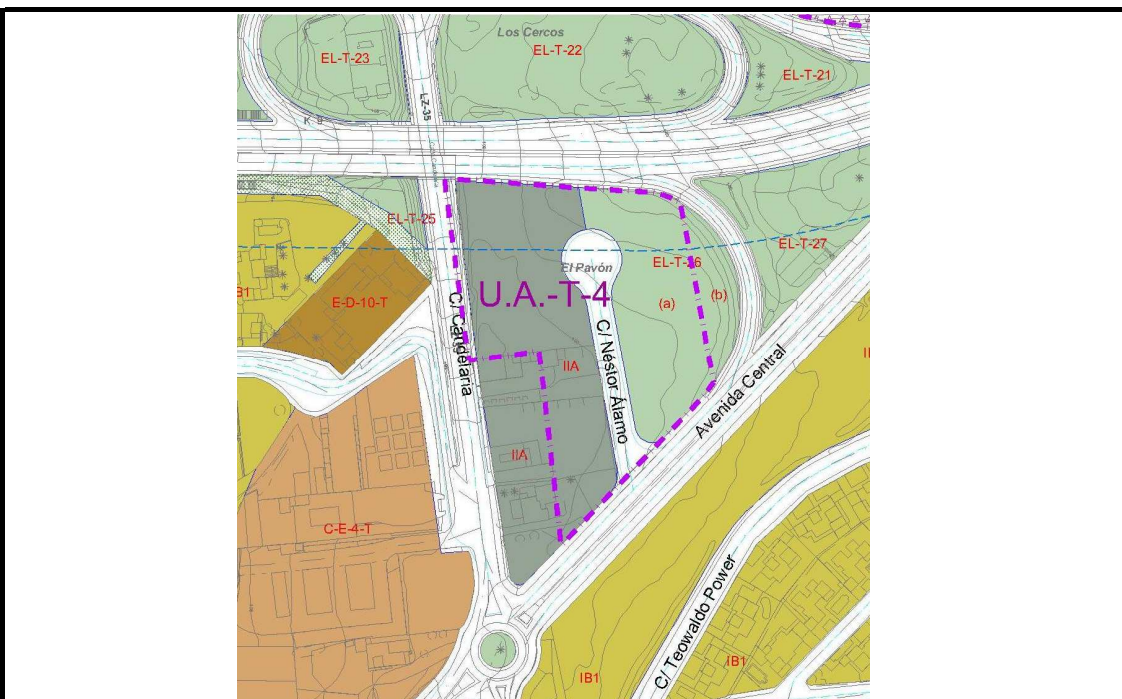 Los Cercos
EL-T-23
EL-T-22
EL-T-21
LZ-35
EL-T-25
EL-T-26
EL-T-27
El Pavón
(a)
(b)
B1
E-D-10-T
U.A.-T-4
C/ Candelaria
C/ Néstor Álamo
Avenida Central
IIA
IIA
C-E-4-T
C/ Teowaldo Power
IB1
IB1